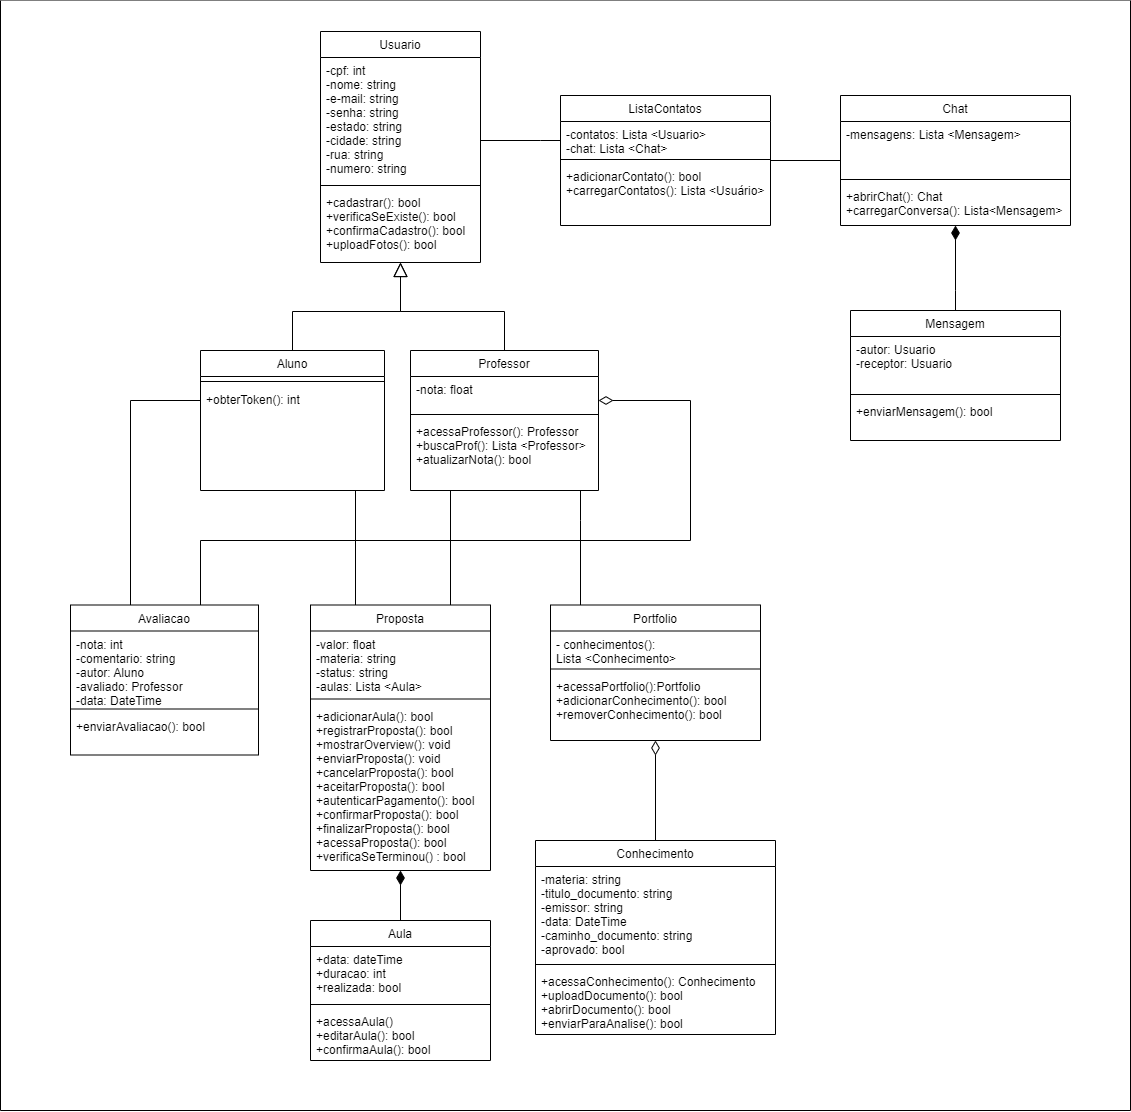 Usuario
-cpf: int
-nome: string
-e-mail: string
-senha: string
-estado: string
-cidade: string
-rua: string
-numero: string
+cadastrar(): bool
+verificaSeExiste(): bool
+confirmaCadastro(): bool
+uploadFotos(): bool
ListaContatos
-contatos: Lista <Usuario>
-chat: Lista <Chat>
+adicionarContato(): bool
+carregarContatos(): Lista <Usuário>
Chat
-mensagens: Lista <Mensagem>
+abrirChat(): Chat
+carregarConversa(): Lista<Mensagem>
Mensagem
-autor: Usuario
-receptor: Usuario
+enviarMensagem(): bool
Aluno
+obterToken(): int
Professor
-nota: float
+acessaProfessor(): Professor
+buscaProf(): Lista <Professor>
+atualizarNota(): bool
Avaliacao
-nota: int
-comentario: string
-autor: Aluno
-avaliado: Professor
-data: DateTime
+enviarAvaliacao(): bool
Proposta
-valor: float
-materia: string
-status: string
-aulas: Lista <Aula>
+adicionarAula(): bool
+registrarProposta(): bool
+mostrarOverview(): void
+enviarProposta(): void
+cancelarProposta(): bool
+aceitarProposta(): bool
+autenticarPagamento(): bool
+confirmarProposta(): bool
+finalizarProposta(): bool
+acessaProposta(): bool
+verificaSeTerminou() : bool
Portfolio
- conhecimentos():
Lista <Conhecimento>
+acessaPortfolio():Portfolio
+adicionarConhecimento(): bool
+removerConhecimento(): bool
Aula
+data: dateTime
+duracao: int
+realizada: bool
+acessaAula()
+editarAula(): bool
+confirmaAula(): bool
Conhecimento
-materia: string
-titulo_documento: string
-emissor: string
-data: DateTime
-caminho_documento: string
-aprovado: bool
+acessaConhecimento(): Conhecimento
+uploadDocumento(): bool
+abrirDocumento(): bool
+enviarParaAnalise(): bool